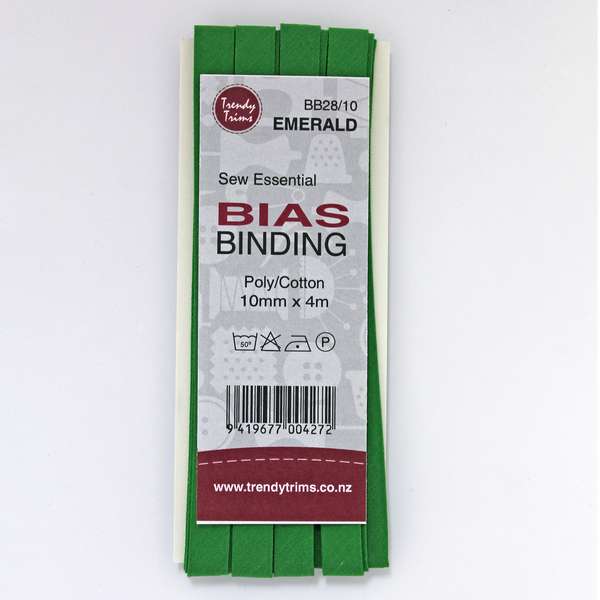 Trendy
Trims
BB28/10
EMERALD
Sew Essential
BIAS
BINDING
Poly/Cotton
10mm x 4m
50º
P
9 419677 004272
www.trendytrims.co.nz